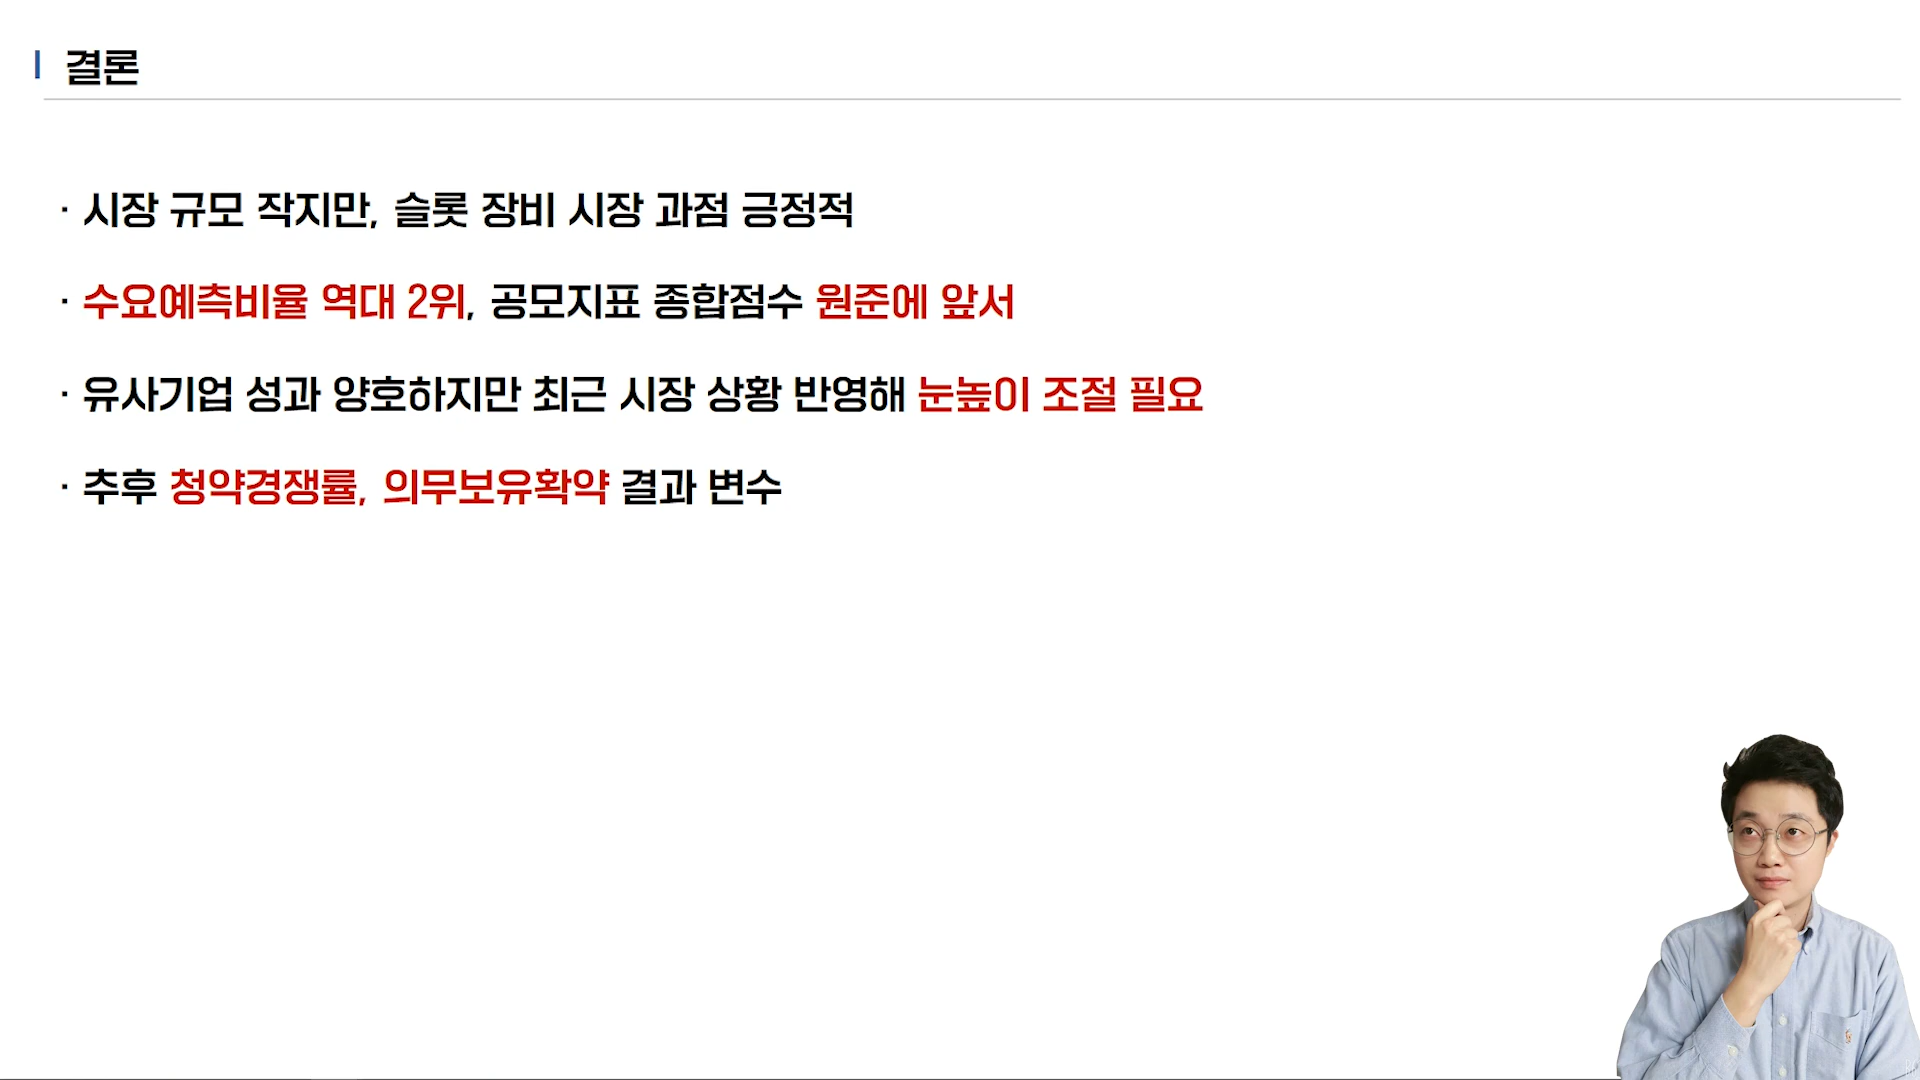 결론
· 시장 규모 작지만, 슬롯 장비 시장 과점 긍정적
· 수요예측비율 역대 2위, 공모지표 종합점수 원준에 앞서
· 유사기업 성과 양호하지만 최근 시장 상황 반영해 눈높이 조절 필요
· 추후 청약경쟁률, 의무보유확약 결과 변수